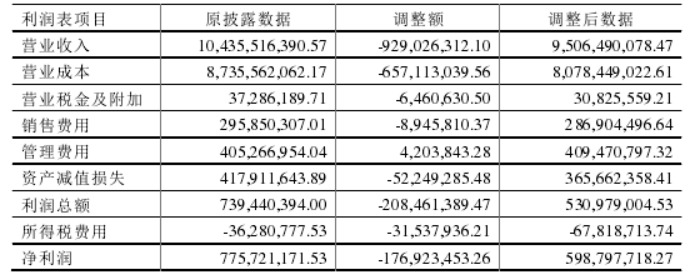 利润表项目 原披露数据 调整额 调整后数据
营业收入 10,435,516,390.57 -929,026,312.10 9,506,490,078.47
营业成本 8,735,562,062.17 -657,113,039.56 8,078,449,022.61
营业税金及附加 37,286,189.71 -6,460,630.50 30,825,559.21
销售费用 295,850,307.01 -8,945,810.37 286,904,496.64
管理费用 405,266,954.04 4,203,843.28 409,470,797.32
资产减值损失 417,911,643.89 -52,249,285.48 365,662,358.41
利润总额 739,440,394.00 -208,461,389.47 530,979,004.53
所得税费用 -36,280,777.53 -31,537,936.21 -67,818,713.74
净利润 775,721,171.53 -176,923,453.26 598,797,718.27